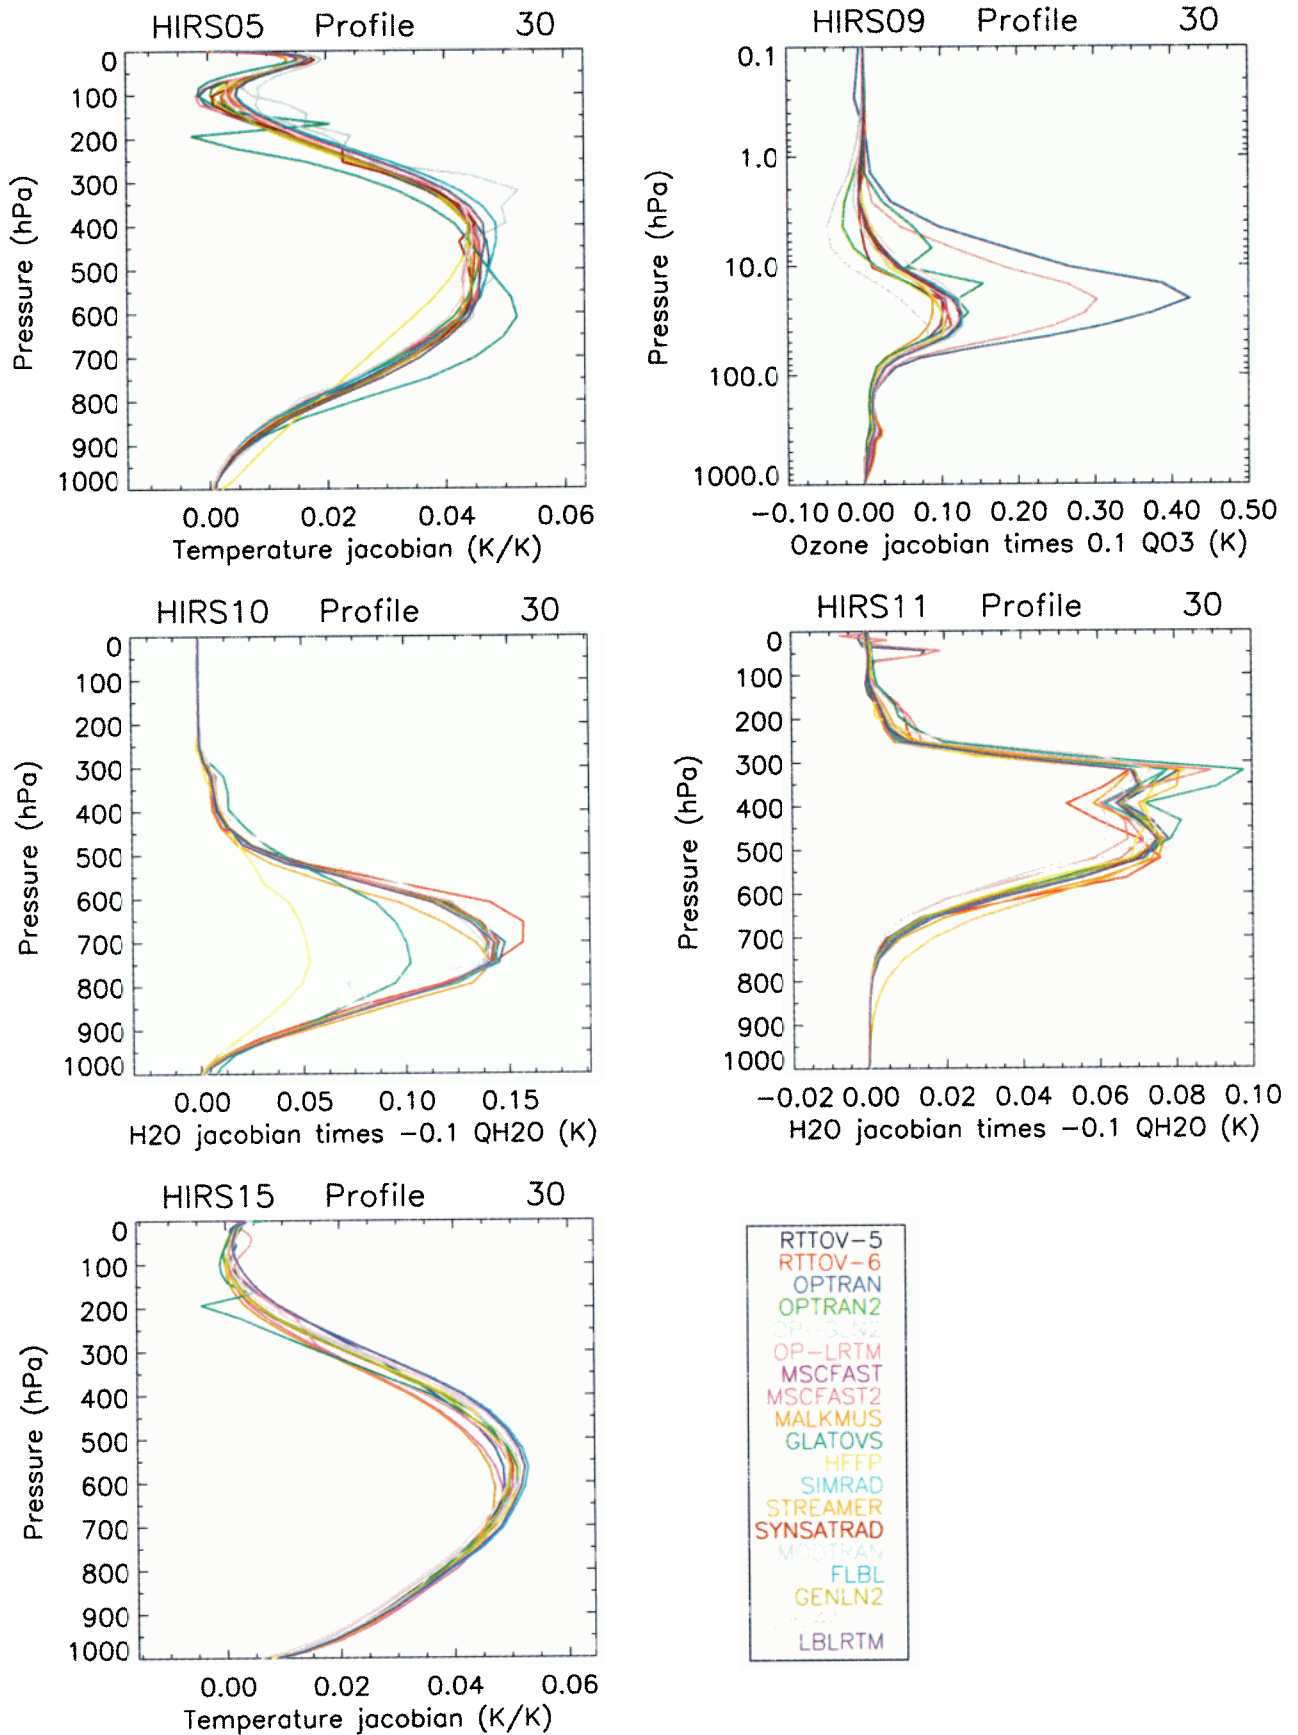 HIRS05 Profile 30
0
100
200
300
400
500
600
700
800
900
1000
Pressure (hPa)
0.00 0.02 0.04 0.06
Temperature jacobian (K/K)
HIRS09 Profile 30
0.1
1.0
10.0
100.0
1000.0
Pressure (hPa)
-0.10 0.00 0.10 0.20 0.30 0.40 0.50
Ozone jacobian times 0.1 QO3 (K)
HIRS10 Profile 30
0
100
200
300
400
500
600
700
800
900
1000
Pressure (hPa)
0.00 0.05 0.10 0.15
H2O jacobian times -0.1 QH2O (K)
HIRS11 Profile 30
0
100
200
300
400
500
600
700
800
900
1000
Pressure (hPa)
-0.02 0.00 0.02 0.04 0.06 0.08 0.10
H2O jacobian times -0.1 QH2O (K)
HIRS15 Profile 30
0
100
200
300
400
500
600
700
800
900
1000
Pressure (hPa)
0.00 0.02 0.04 0.06
Temperature jacobian (K/K)
RTTOV-5
RTTOV-6
OPTRAN
OPTRAN2
OP-GLN2
OP-LRTM
MSCFAST
MSCFAST2
MALKMUS
GLATOVS
HFFP
SIMRAD
STREAMER
SYNSATRAD
MODTRAN
FLBL
GENLN2
LBLRTM